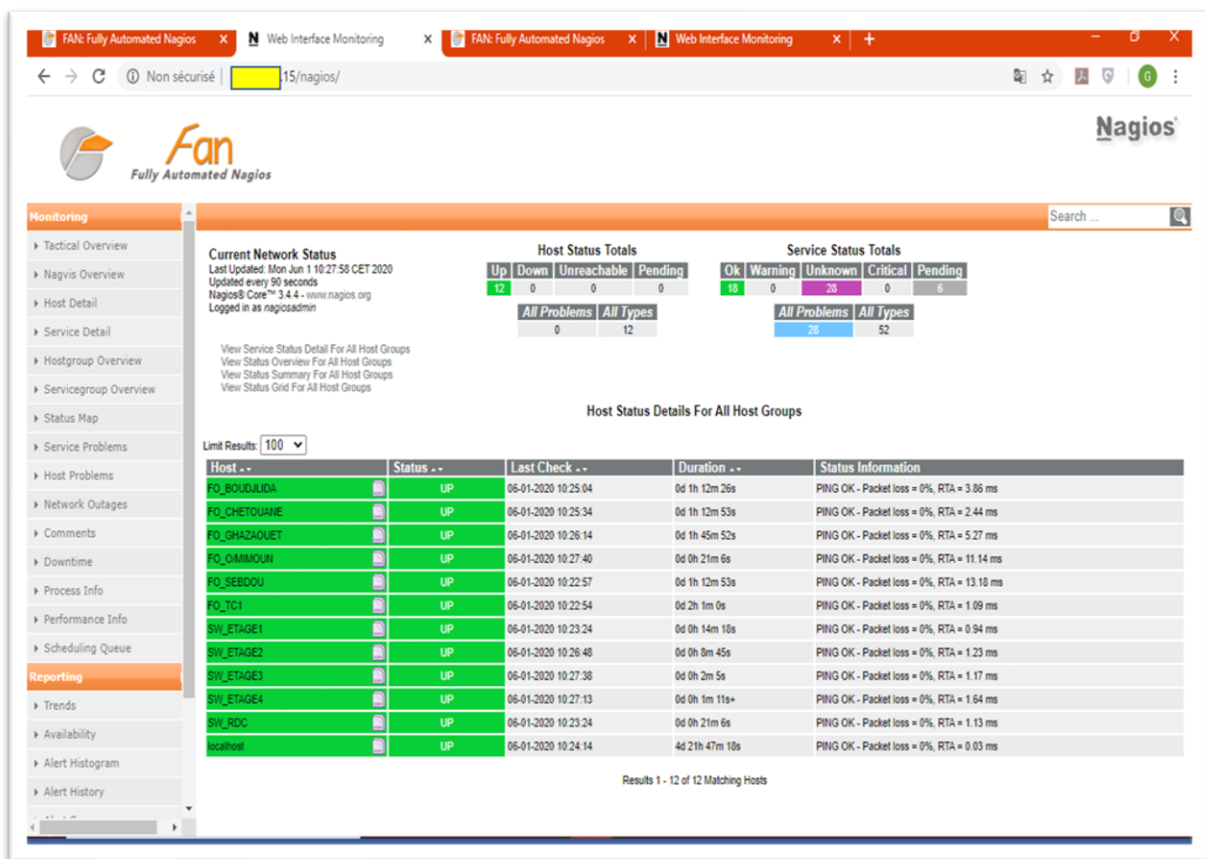 FAN: Fully Automated Nagios X N Web Interface Monitoring X FAN: Fully Automated Nagios X N Web Interface Monitoring X +
Non sécurisé | .15/nagios/ G
Fan
Fully Automated Nagios
Nagios®
Monitoring
Search ...
Tactical Overview
Nagvis Overview
Host Detail
Service Detail
Hostgroup Overview
Servicegroup Overview
Status Map
Service Problems
Host Problems
Network Outages
Comments
Downtime
Process Info
Performance Info
Scheduling Queue
Reporting
Trends
Availability
Alert Histogram
Alert History
Current Network Status
Last Updated: Mon Jun 1 10:27:58 CET 2020
Updated every 90 seconds
Nagios® Core™ 3.4.4 - www.nagios.org
Logged in as nagiosadmin
View Service Status Detail For All Host Groups
View Status Overview For All Host Groups
View Status Summary For All Host Groups
View Status Grid For All Host Groups
Host Status Totals
Up Down Unreachable Pending
12 0 0 0
All Problems All Types
0 12
Service Status Totals
Ok Warning Unknown Critical Pending
18 0 28 0 6
All Problems All Types
28 52
Host Status Details For All Host Groups
Limit Results: 100
Host Status Last Check Duration Status Information
FO_BOUDJLIDA UP 06-01-2020 10:25:04 0d 1h 12m 26s PING OK - Packet loss = 0%, RTA = 3.86 ms
FO_CHETOUANE UP 06-01-2020 10:25:34 0d 1h 12m 53s PING OK - Packet loss = 0%, RTA = 2.44 ms
FO_GHAZAOUET UP 06-01-2020 10:26:14 0d 1h 45m 52s PING OK - Packet loss = 0%, RTA = 5.27 ms
FO_O/MIMOUN UP 06-01-2020 10:27:40 0d 0h 21m 6s PING OK - Packet loss = 0%, RTA = 11.14 ms
FO_SEBDOU UP 06-01-2020 10:22:57 0d 1h 12m 53s PING OK - Packet loss = 0%, RTA = 13.18 ms
FO_TC1 UP 06-01-2020 10:22:54 0d 2h 1m 0s PING OK - Packet loss = 0%, RTA = 1.09 ms
SW_ETAGE1 UP 06-01-2020 10:23:24 0d 0h 14m 18s PING OK - Packet loss = 0%, RTA = 0.94 ms
SW_ETAGE2 UP 06-01-2020 10:26:48 0d 0h 8m 45s PING OK - Packet loss = 0%, RTA = 1.23 ms
SW_ETAGE3 UP 06-01-2020 10:27:38 0d 0h 2m 5s PING OK - Packet loss = 0%, RTA = 1.17 ms
SW_ETAGE4 UP 06-01-2020 10:27:13 0d 0h 1m 11s+ PING OK - Packet loss = 0%, RTA = 1.64 ms
SW_RDC UP 06-01-2020 10:23:24 0d 0h 21m 6s PING OK - Packet loss = 0%, RTA = 1.13 ms
localhost UP 06-01-2020 10:24:14 4d 21h 47m 18s PING OK - Packet loss = 0%, RTA = 0.03 ms
Results 1 - 12 of 12 Matching Hosts